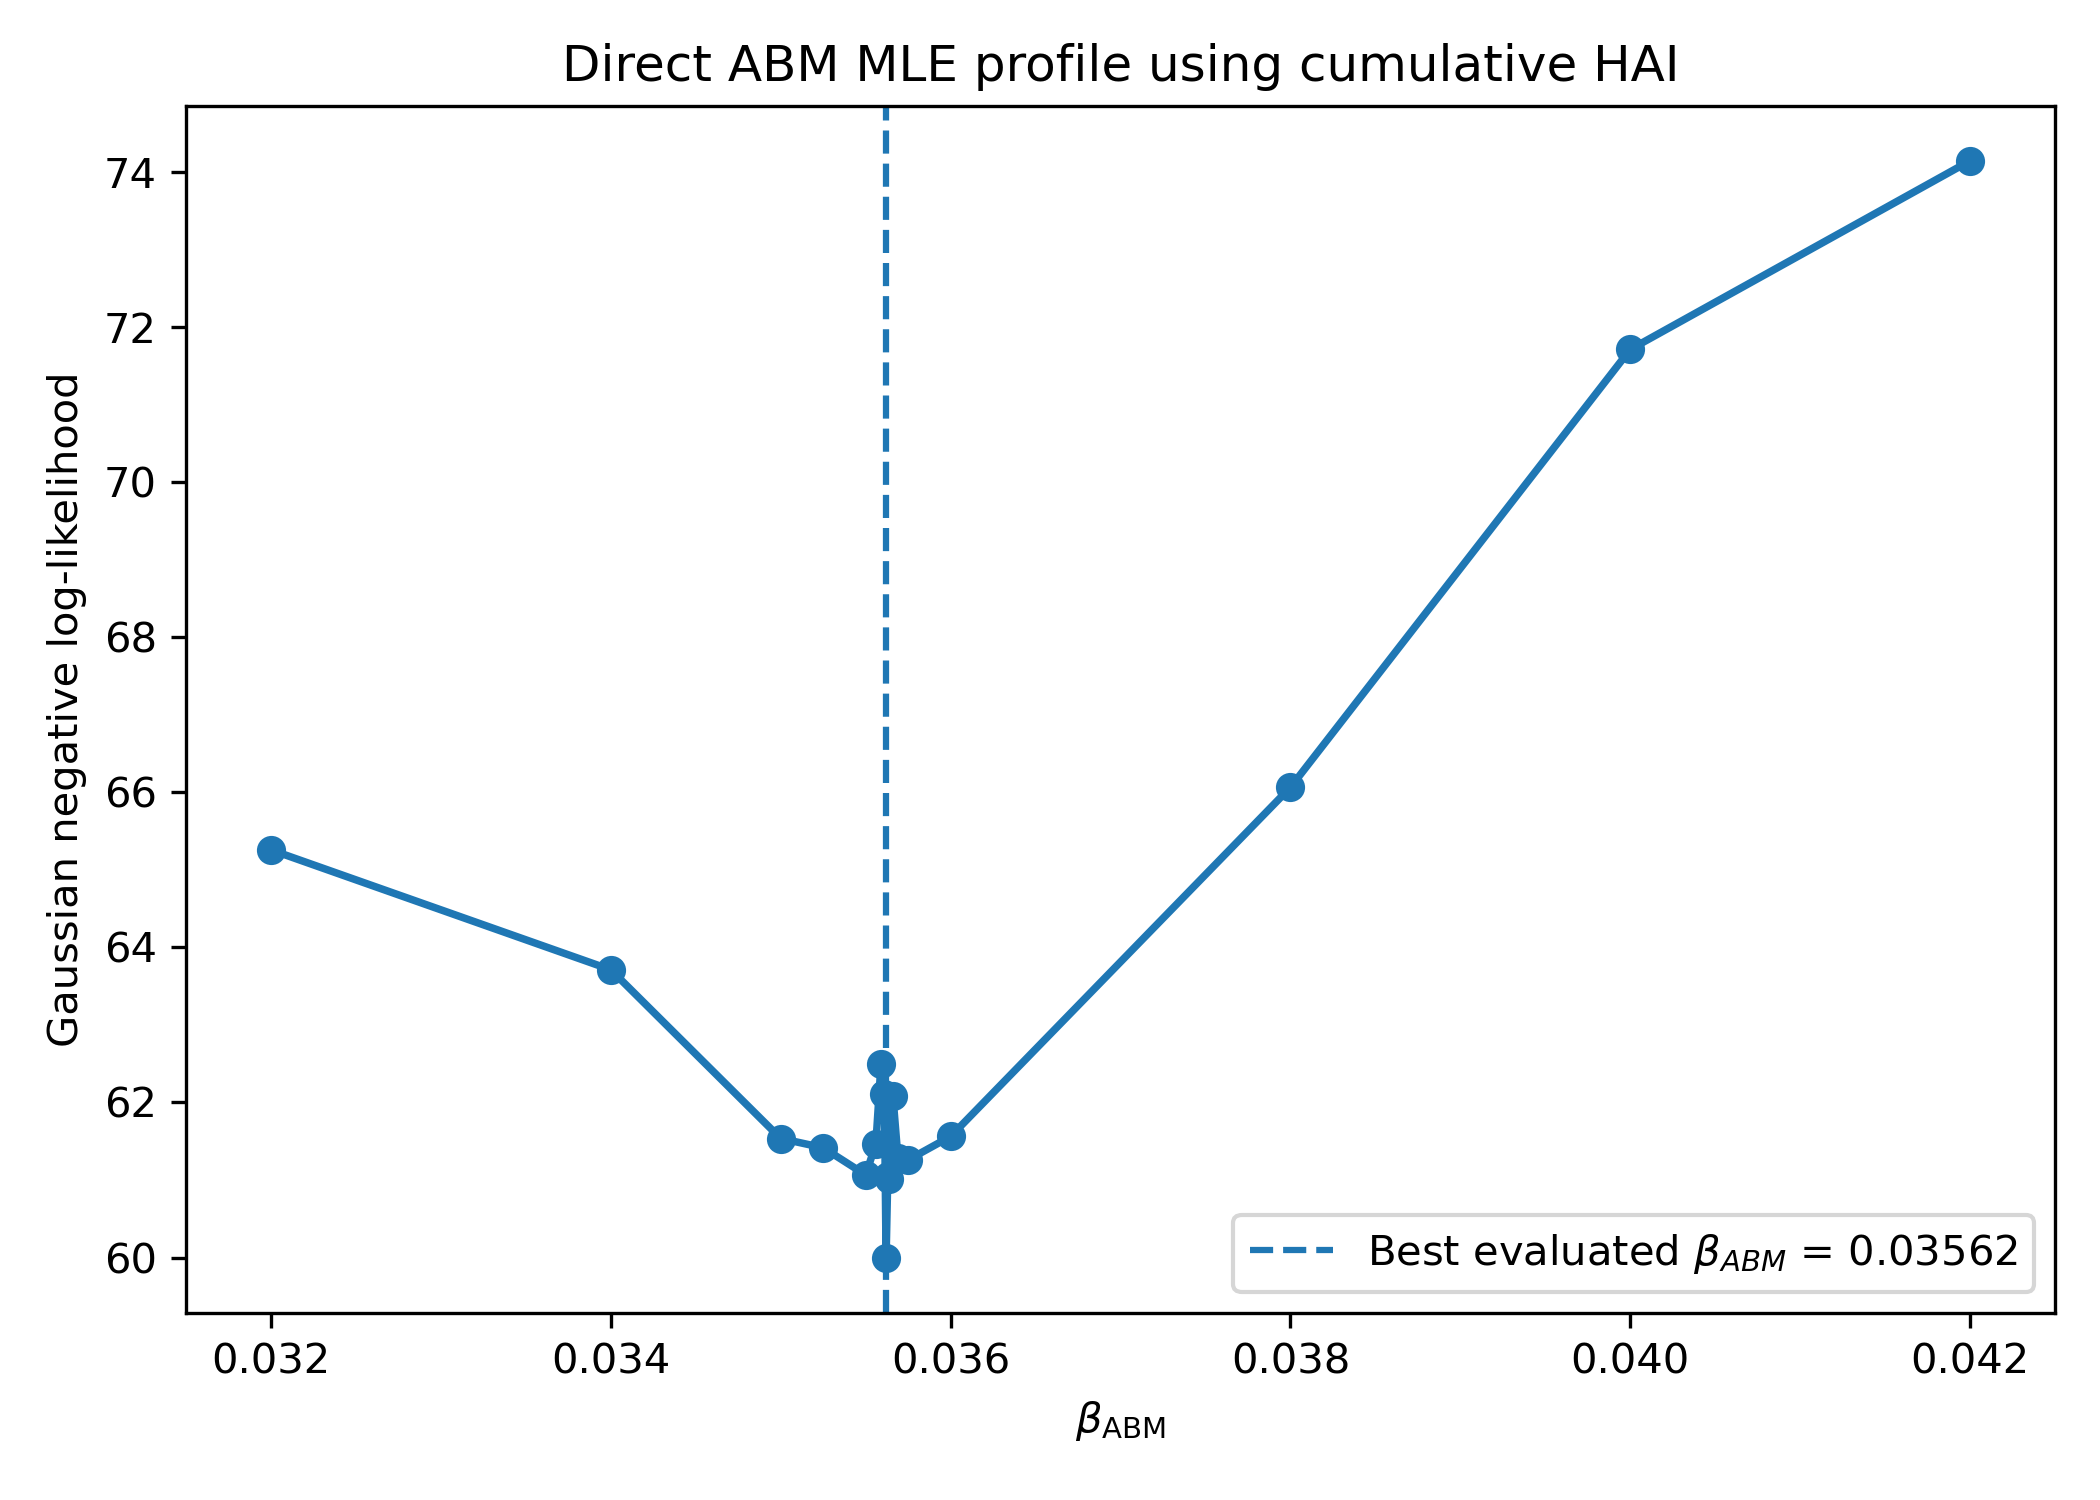 Direct ABM MLE profile using cumulative HAI
Gaussian negative log-likelihood
74
72
70
68
66
64
62
60
Best evaluated β_ABM = 0.03562
0.032 0.034 0.036 0.038 0.040 0.042
β_ABM